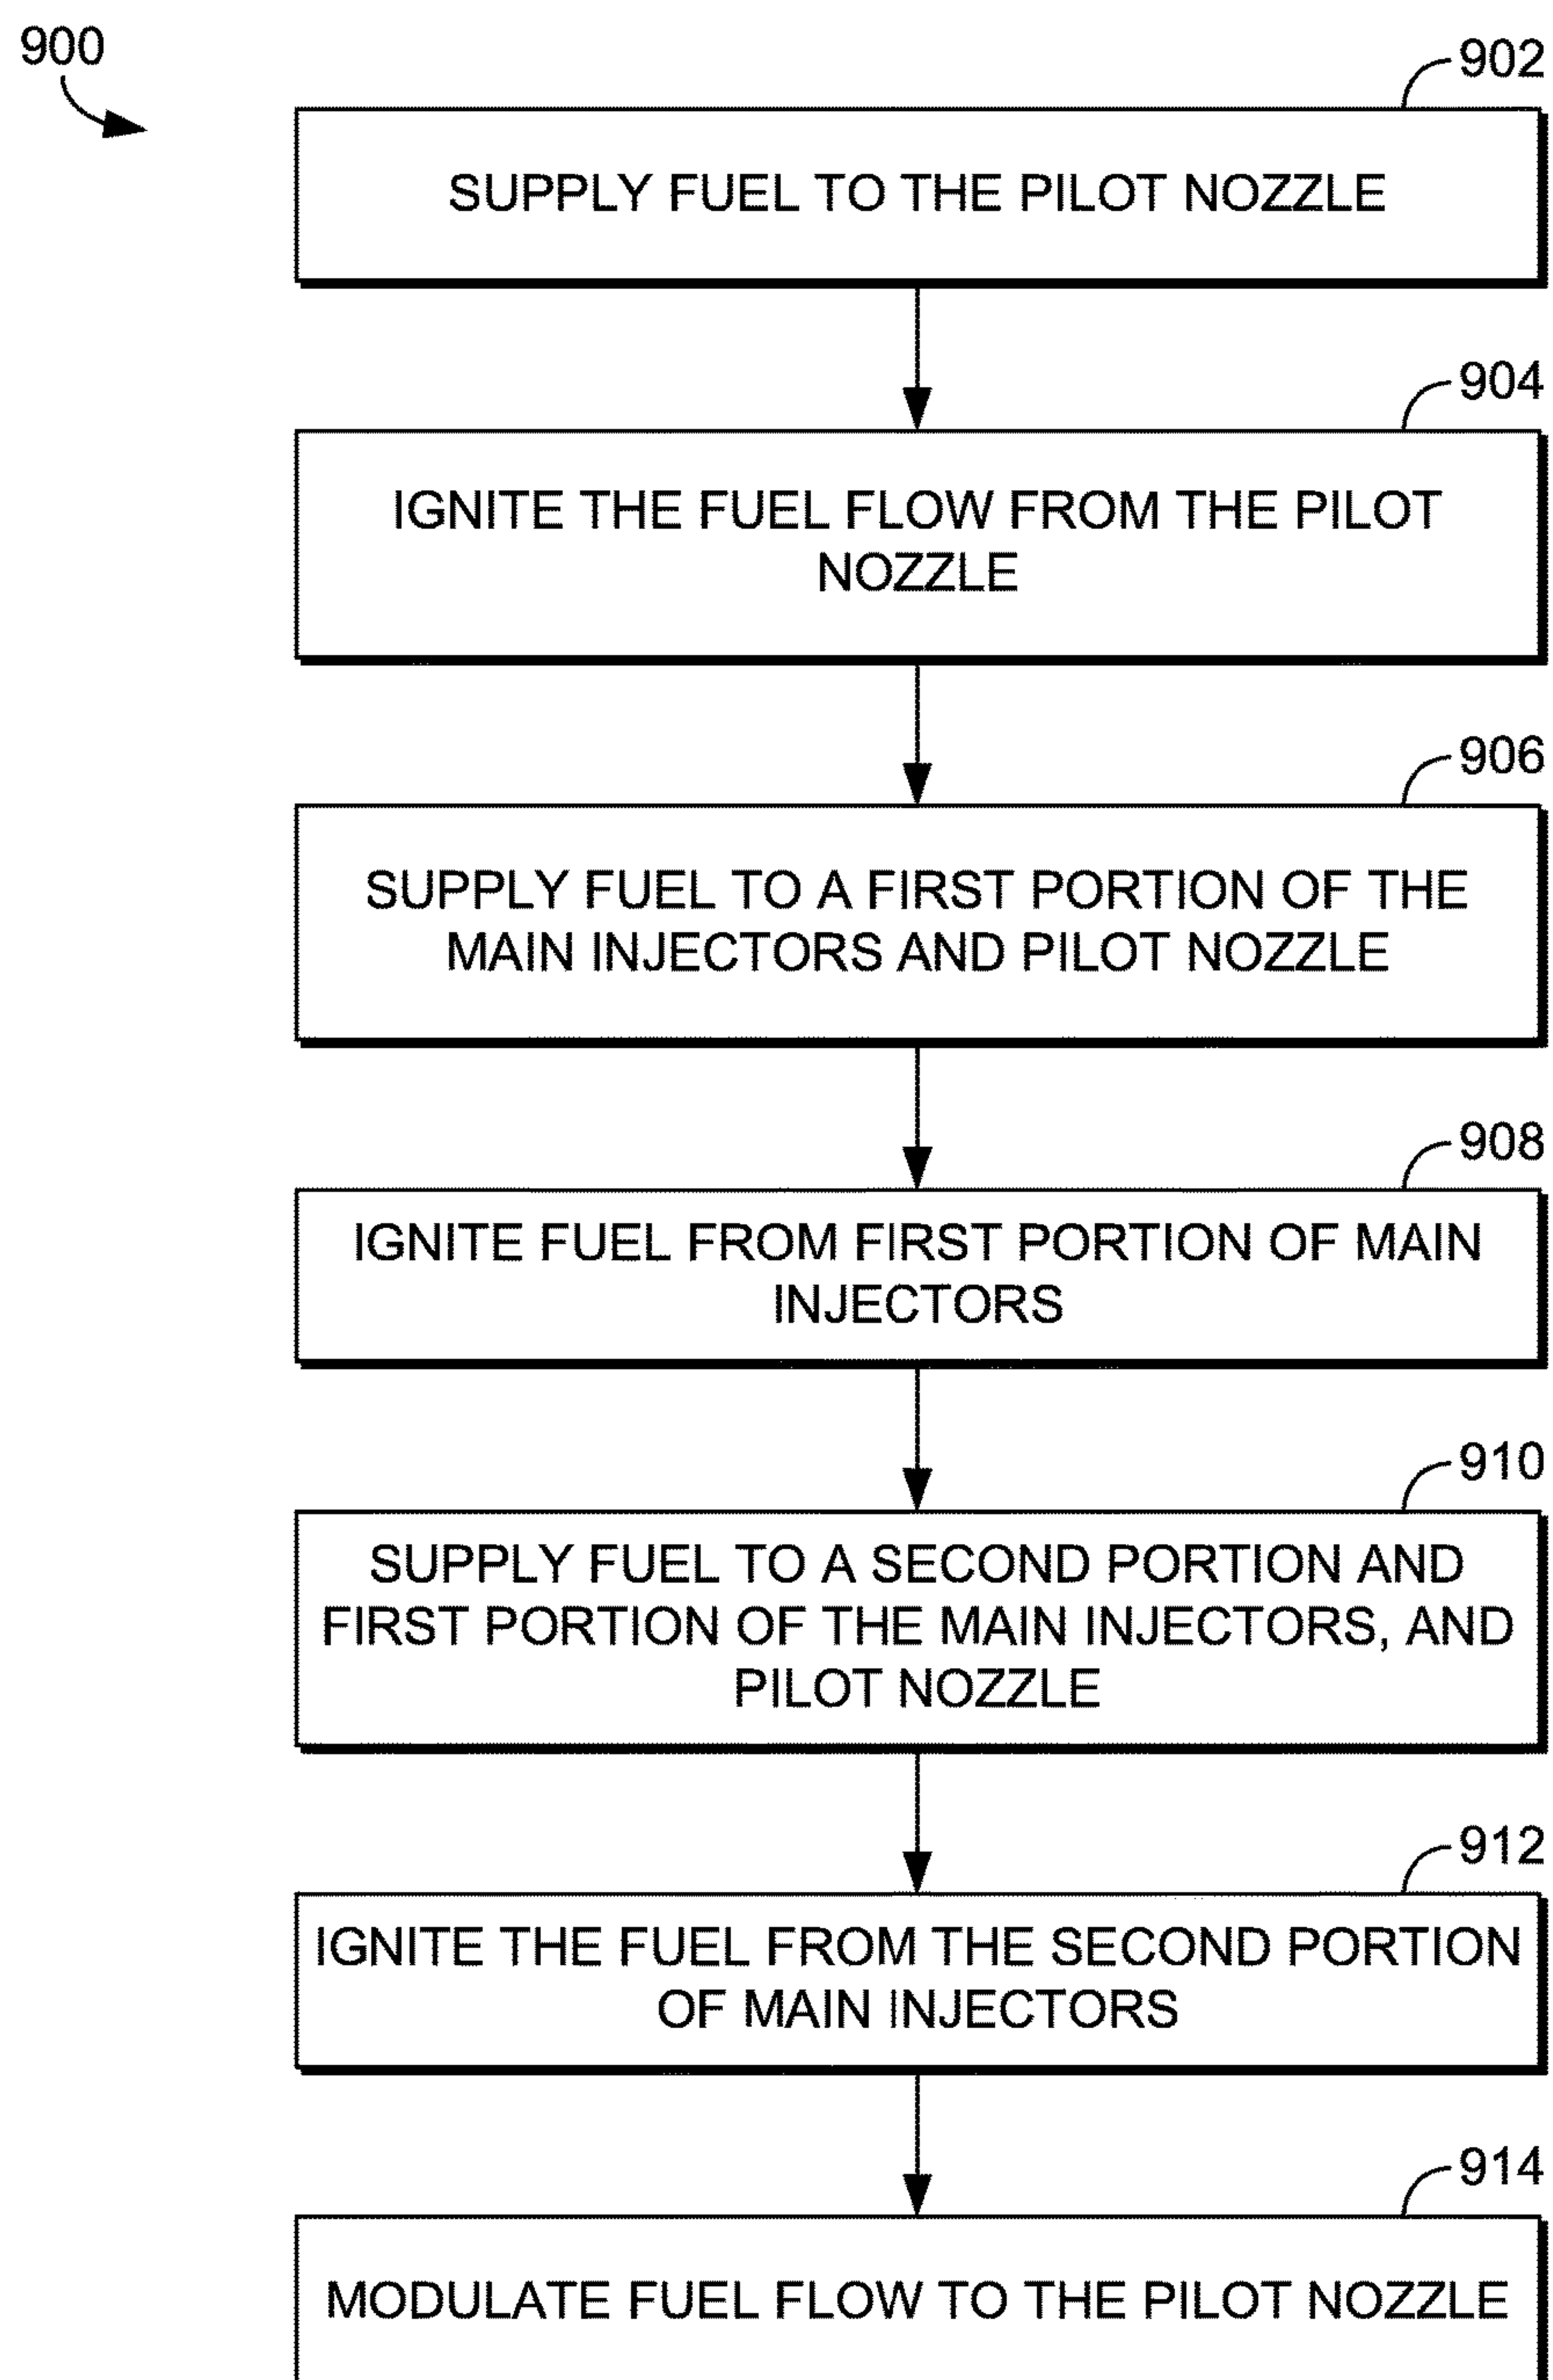 900
902
SUPPLY FUEL TO THE PILOT NOZZLE
904
IGNITE THE FUEL FLOW FROM THE PILOT
NOZZLE
906
SUPPLY FUEL TO A FIRST PORTION OF THE
MAIN INJECTORS AND PILOT NOZZLE
908
IGNITE FUEL FROM FIRST PORTION OF MAIN
INJECTORS
910
SUPPLY FUEL TO A SECOND PORTION AND
FIRST PORTION OF THE MAIN INJECTORS, AND
PILOT NOZZLE
912
IGNITE THE FUEL FROM THE SECOND PORTION
OF MAIN INJECTORS
914
MODULATE FUEL FLOW TO THE PILOT NOZZLE